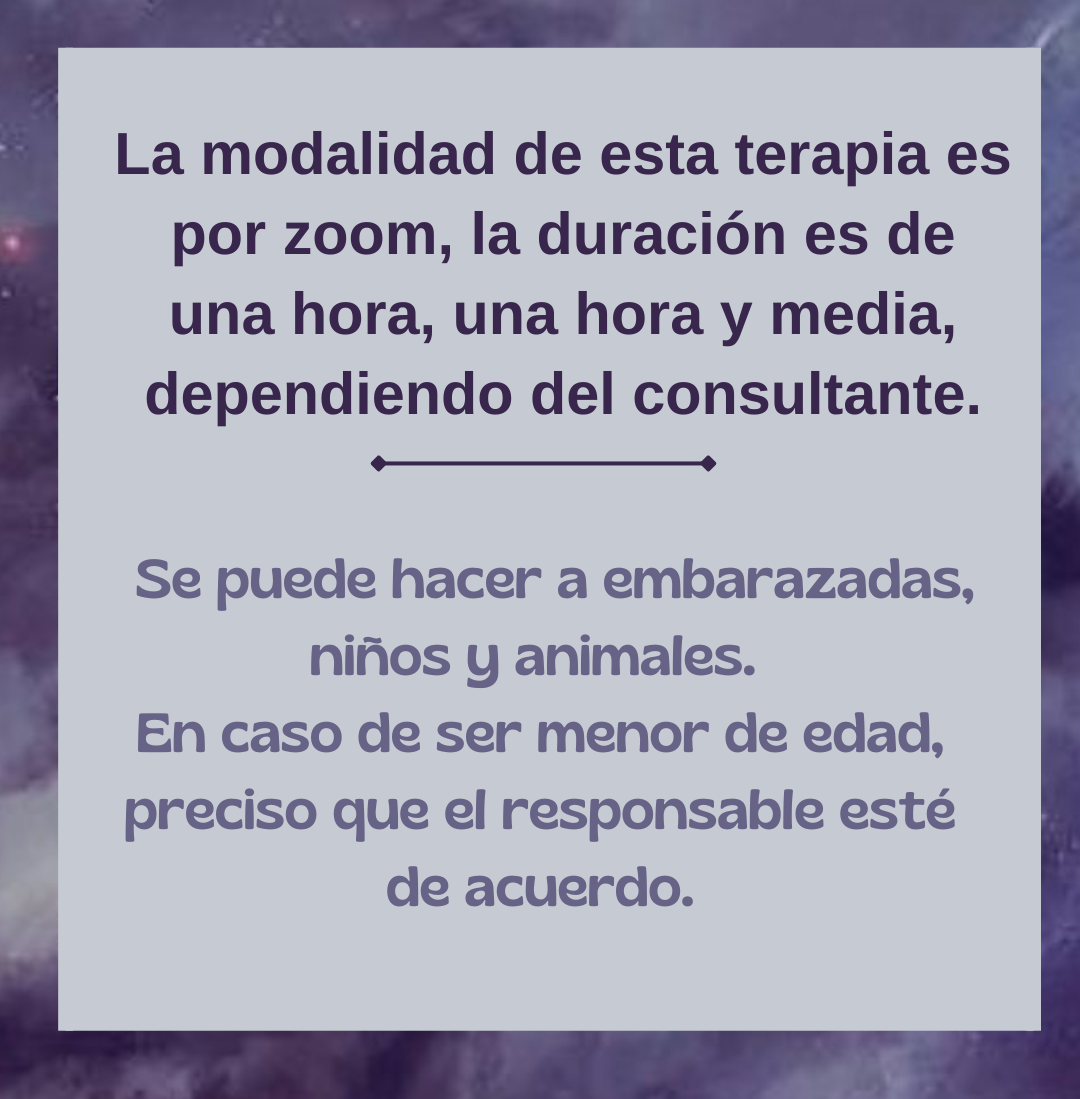 La modalidad de esta terapia es
por zoom, la duración es de
una hora, una hora y media,
dependiendo del consultante.
Se puede hacer a embarazadas,
niños y animales.
En caso de ser menor de edad,
preciso que el responsable esté
de acuerdo.